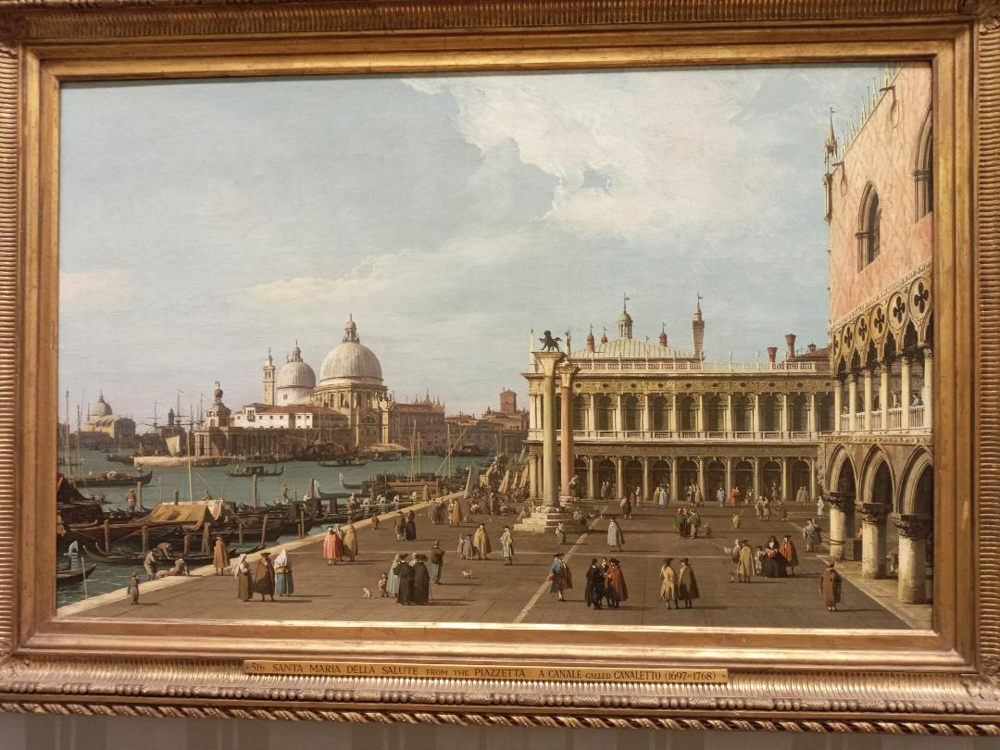 516 SANTA MARIA DELLA SALUTE FROM THE PIAZZETTA A CANALE CALLED CANALETTO (1697-1768)